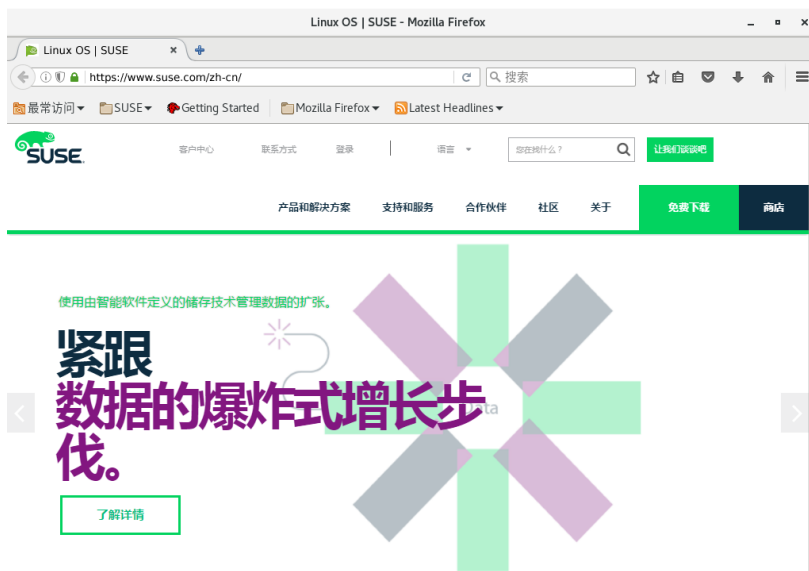 Linux OS | SUSE - Mozilla Firefox
Linux OS | SUSE
https://www.suse.com/zh-cn/
搜索
最常访问 SUSE Getting Started Mozilla Firefox Latest Headlines
SUSE
客户中心 联系方式 登录 语言 您在找什么？ 让我们谈谈吧
产品和解决方案 支持和服务 合作伙伴 社区 关于 免费下载 商店
使用由智能软件定义的储存技术管理数据的扩张。
紧跟
数据的爆炸式增长步
伐。
Data
了解详情